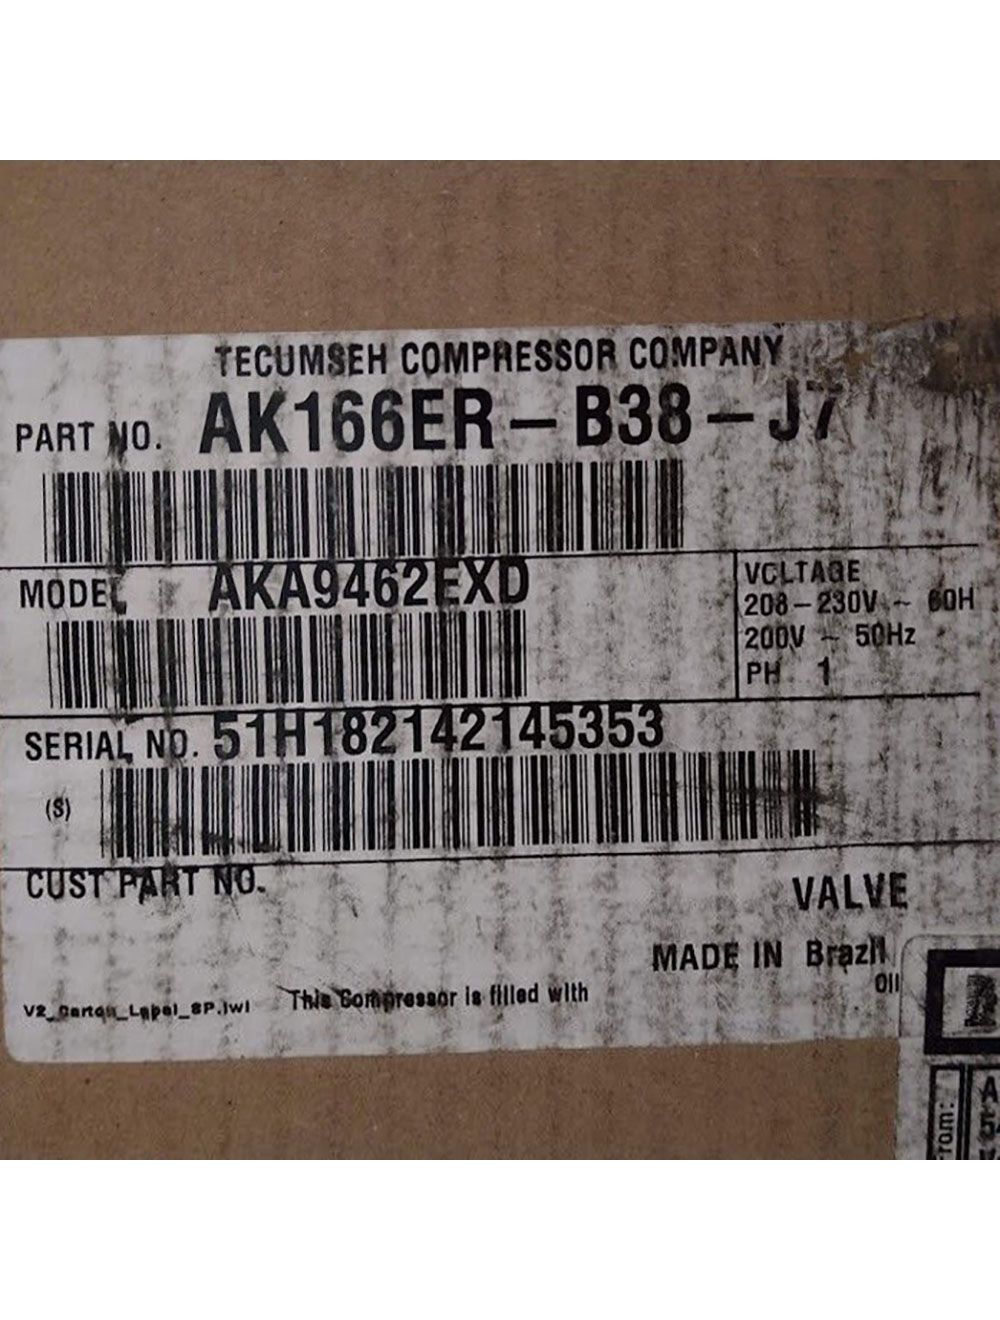 TECUMSEH COMPRESSOR COMPANY
PART NO. AK166ER-B38-J7
MODEL AKA9462EXD
VOLTAGE
208-230V ~ 60H
200V ~ 50Hz
PH 1
SERIAL NO. 51H182142145353
(S)
CUST PART NO.
VALVE
MADE IN Brazil
Oil
V2_Carton_Label_SP.lwl
This Compressor is filled with